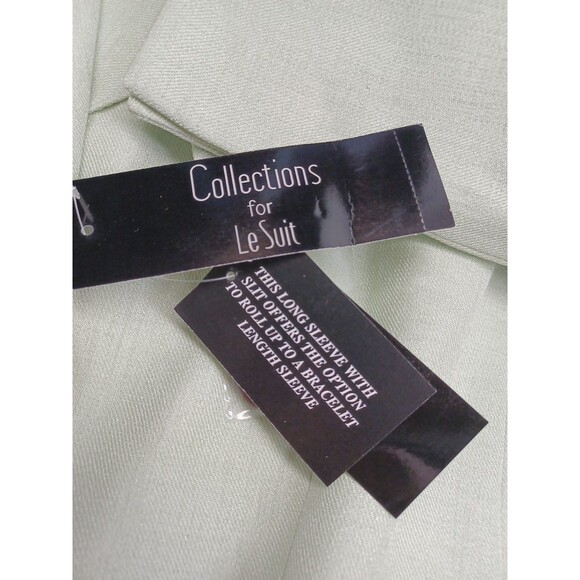 Collections
for
Le Suit
THIS LONG SLEEVE WITH
SLIT OFFERS THE OPTION
TO ROLL UP TO A BRACELET
LENGTH SLEEVE